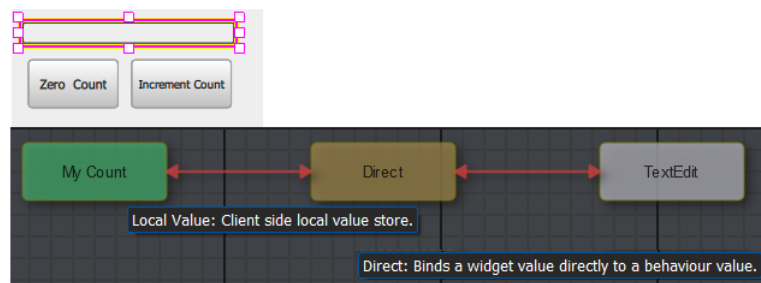 Zero Count
Increment Count
My Count
Direct
TextEdit
Local Value: Client side local value store.
Direct: Binds a widget value directly to a behaviour value.